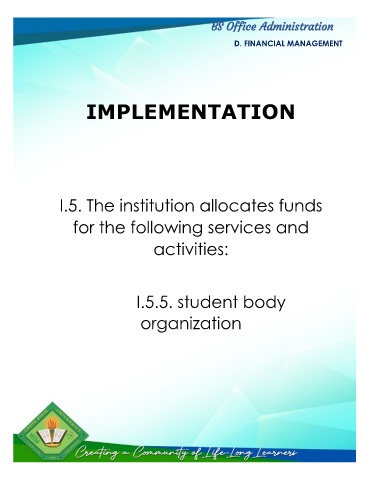 BS Office Administration
D. FINANCIAL MANAGEMENT
IMPLEMENTATION
I.5. The institution allocates funds
for the following services and
activities:
I.5.5. student body
organization
Creating a Community of Life-Long Learners